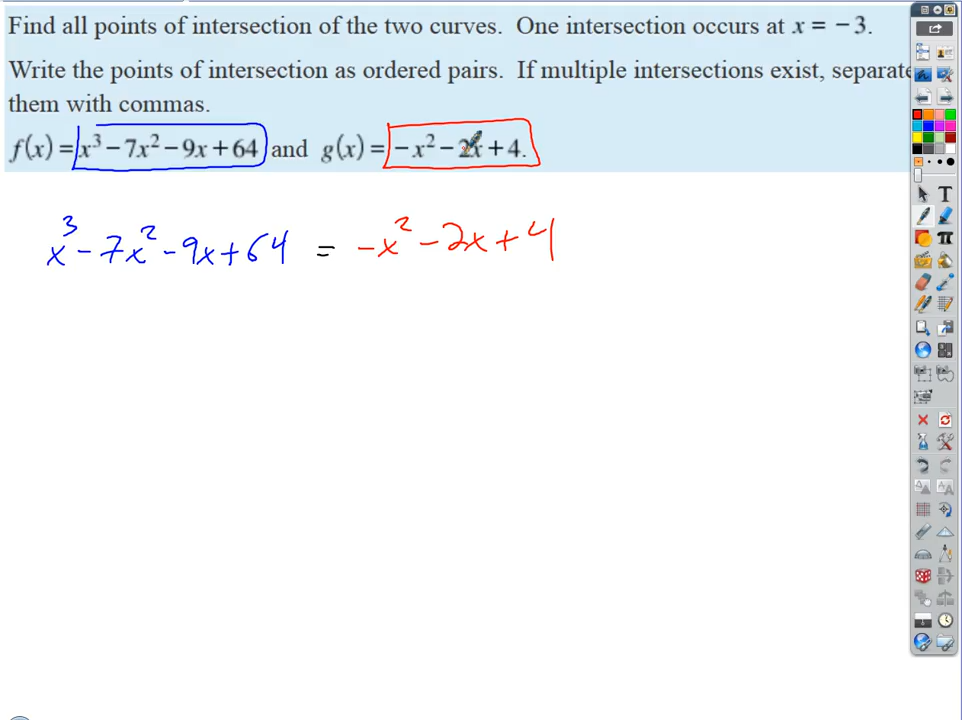 Find all points of intersection of the two curves. One intersection occurs at x = −3.
Write the points of intersection as ordered pairs. If multiple intersections exist, separate
them with commas.
f(x) = x³ − 7x² − 9x + 64 and g(x) = −x² − 2x + 4.
x³ − 7x² − 9x + 64 = −x² − 2x + 4
T
π